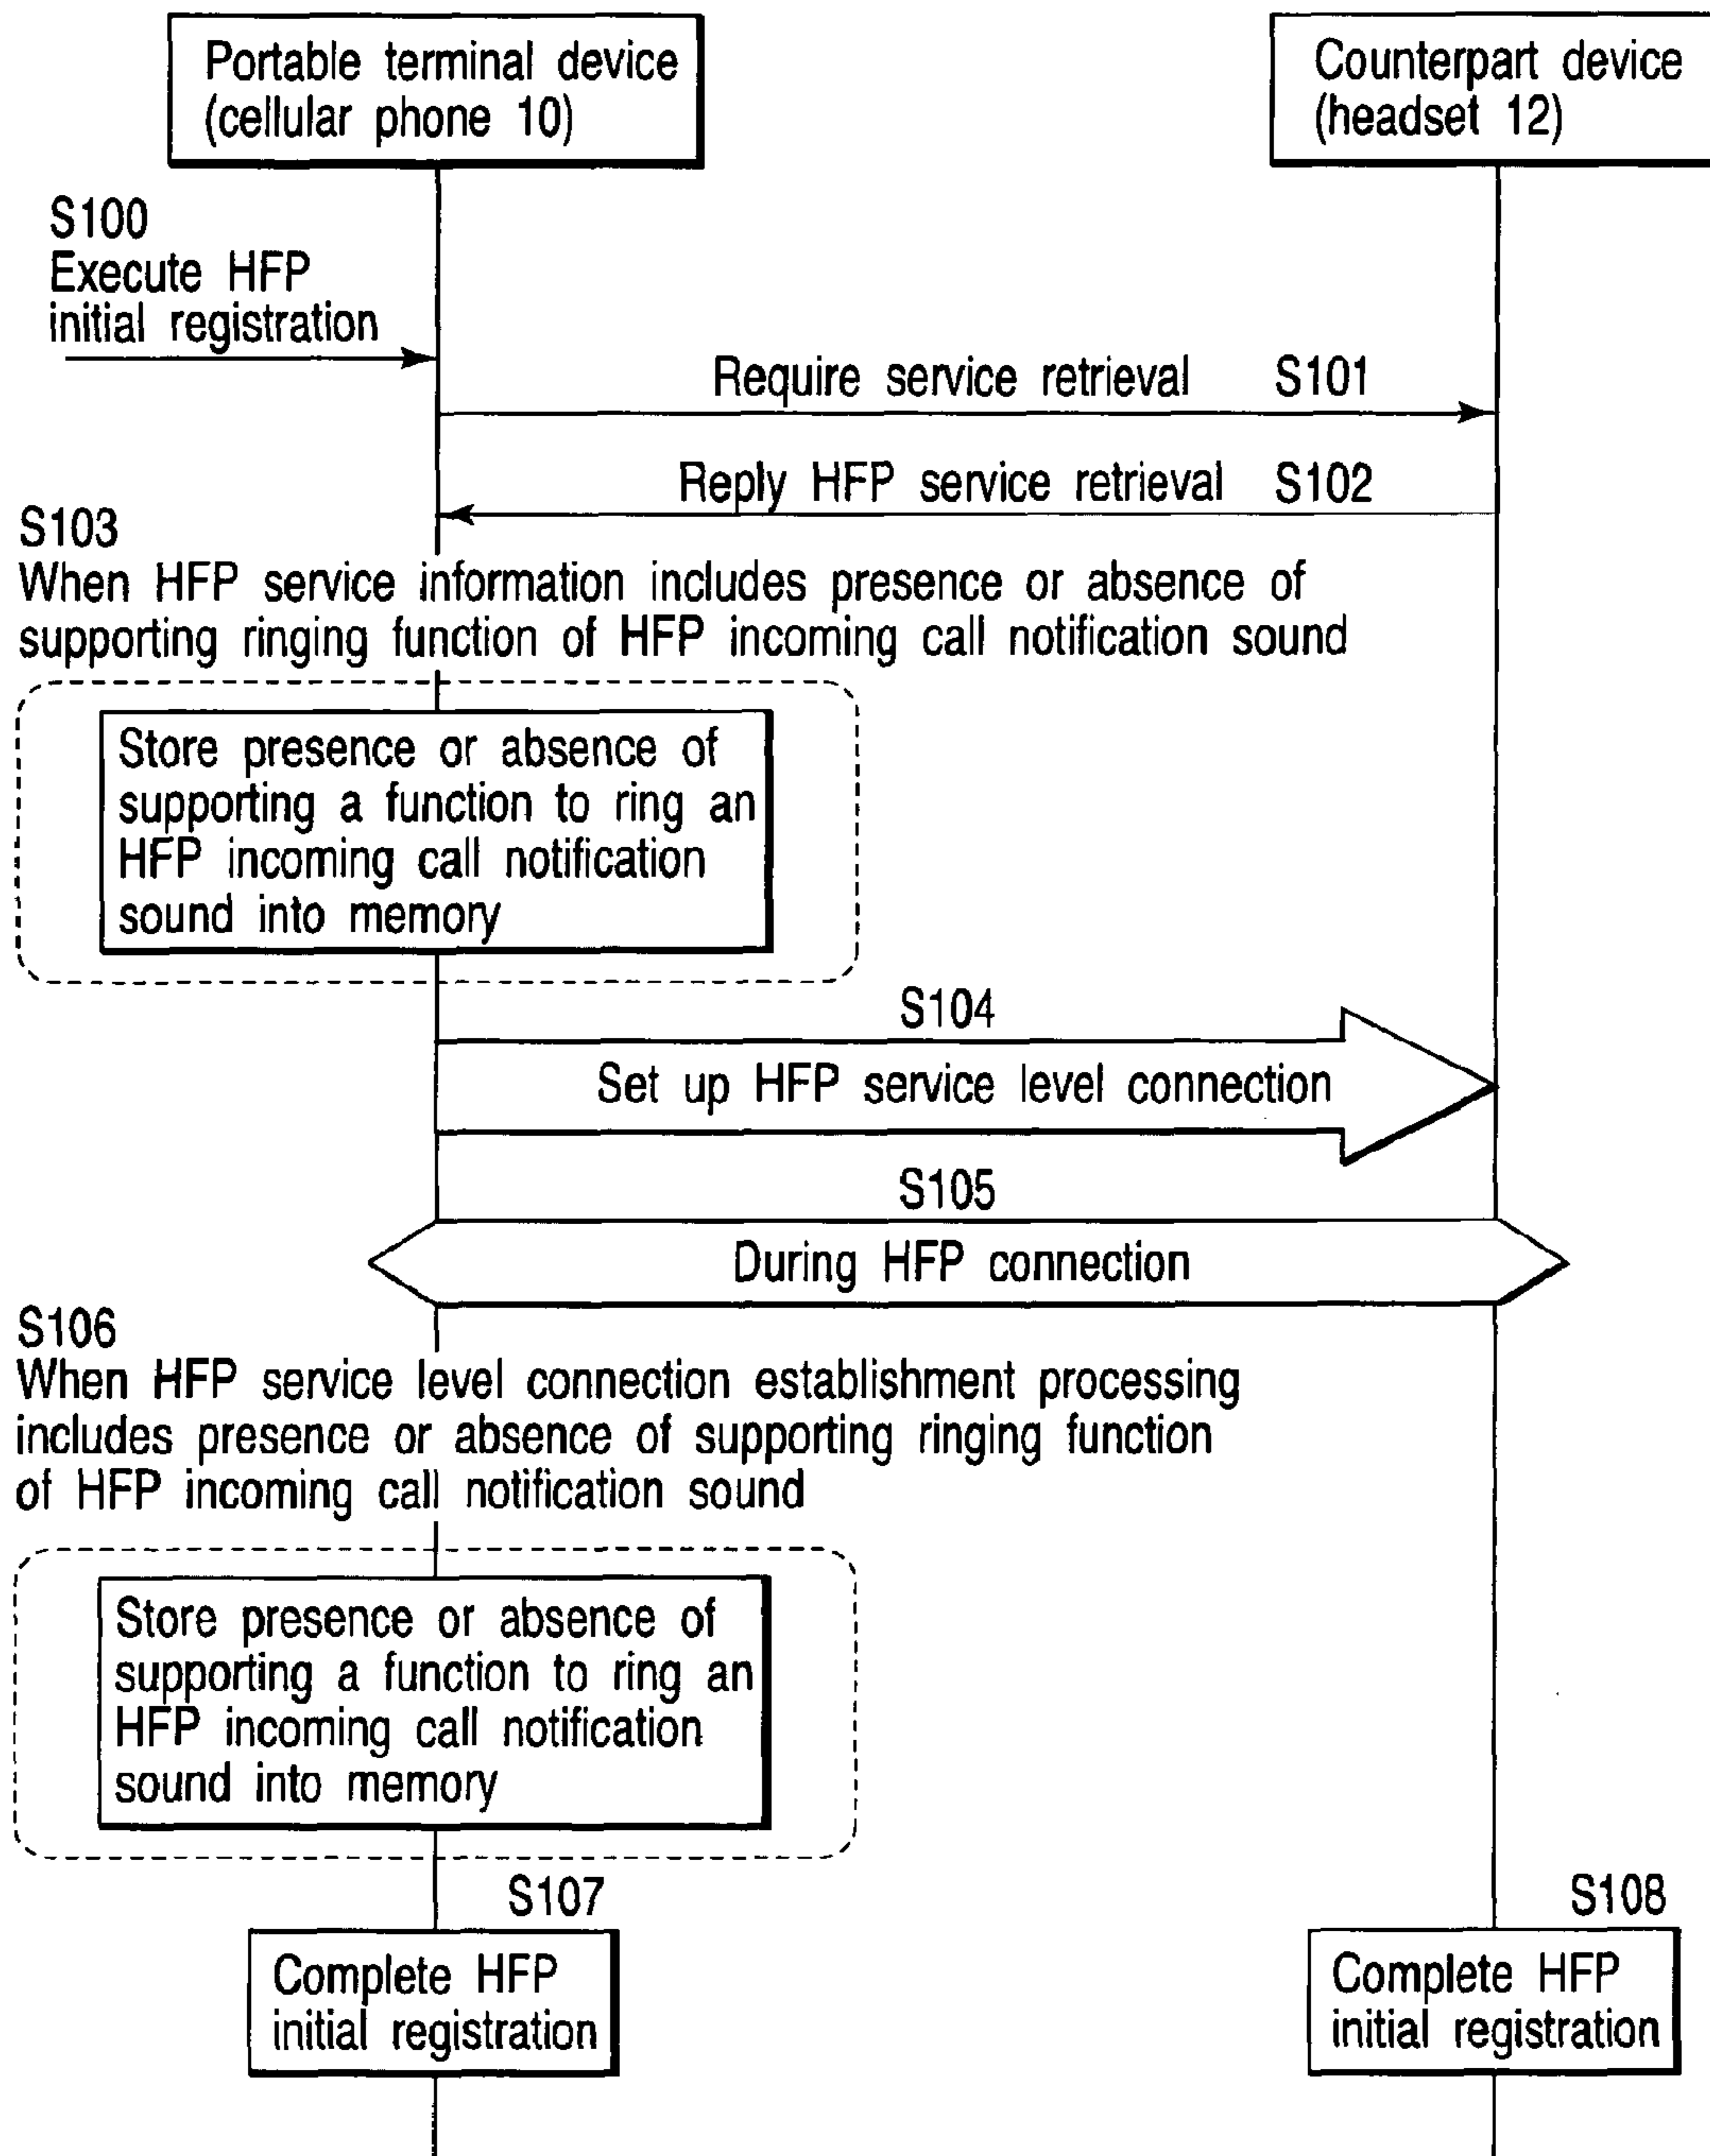 Portable terminal device
(cellular phone 10)
Counterpart device
(headset 12)
S100
Execute HFP
initial registration
Require service retrieval S101
Reply HFP service retrieval S102
S103
When HFP service information includes presence or absence of
supporting ringing function of HFP incoming call notification sound
Store presence or absence of
supporting a function to ring an
HFP incoming call notification
sound into memory
S104
Set up HFP service level connection
S105
During HFP connection
S106
When HFP service level connection establishment processing
includes presence or absence of supporting ringing function
of HFP incoming call notification sound
Store presence or absence of
supporting a function to ring an
HFP incoming call notification
sound into memory
S107
Complete HFP
initial registration
S108
Complete HFP
initial registration